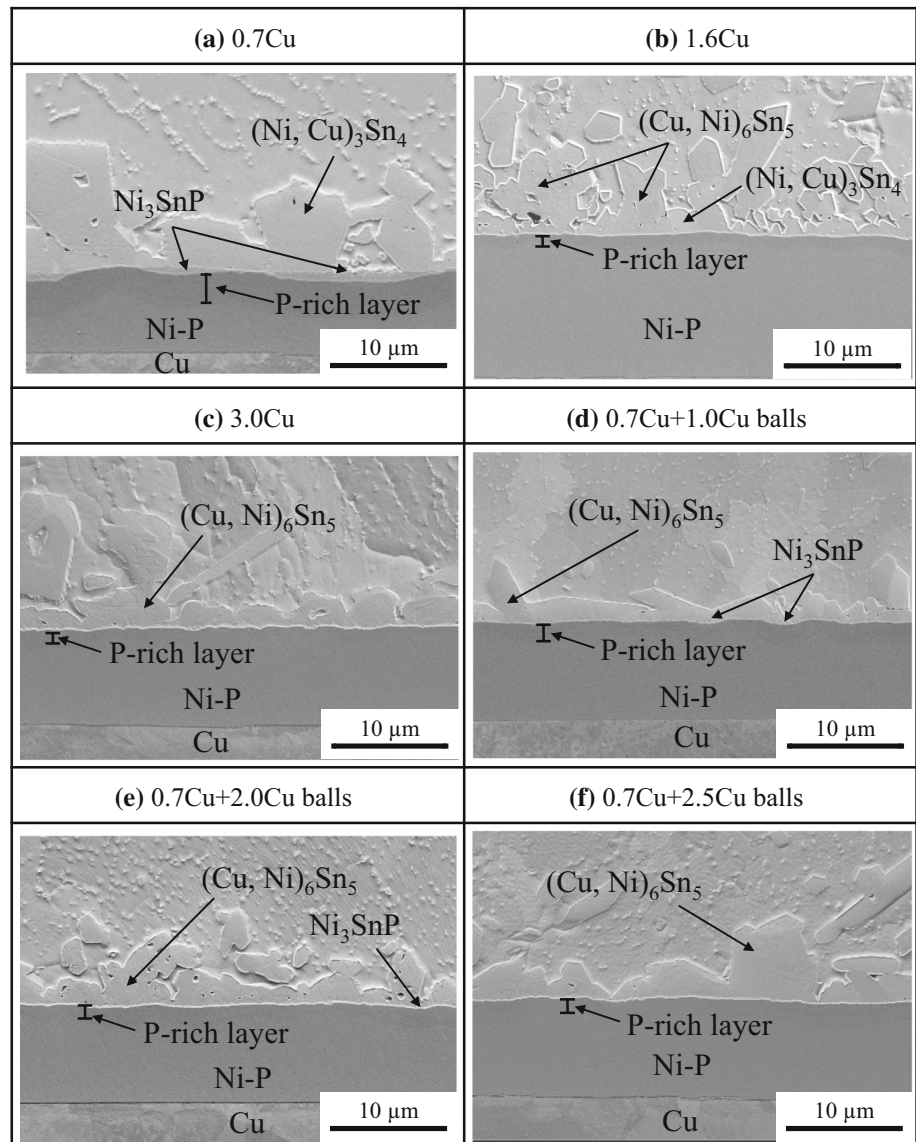 (a) 0.7Cu
(Ni, Cu)₃Sn₄
Ni₃SnP
P-rich layer
Ni-P
Cu
10 µm
(b) 1.6Cu
(Cu, Ni)₆Sn₅
(Ni, Cu)₃Sn₄
P-rich layer
Ni-P
10 µm
(c) 3.0Cu
(Cu, Ni)₆Sn₅
P-rich layer
Ni-P
Cu
10 µm
(d) 0.7Cu+1.0Cu balls
(Cu, Ni)₆Sn₅
Ni₃SnP
P-rich layer
Ni-P
Cu
10 µm
(e) 0.7Cu+2.0Cu balls
(Cu, Ni)₆Sn₅
Ni₃SnP
P-rich layer
Ni-P
Cu
10 µm
(f) 0.7Cu+2.5Cu balls
(Cu, Ni)₆Sn₅
P-rich layer
Ni-P
Cu
10 µm